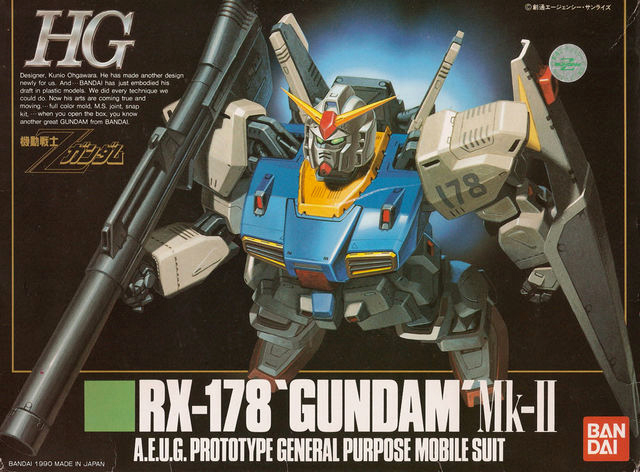 ©創通エージェンシー・サンライズ
HG
Designer, Kunio Ohgawara. He has made another design
newly for us. And… BANDAI has just embodied his
draft in plastic models. We did every technique we
could do. Now his arts are coming true and
moving.… full color mold, M.S. joint, snap
kit,… when you open the box, you know
another great GUNDAM from BANDAI.
機動戦士
Zガンダム
178
RX-178 "GUNDAM" Mk-II
A.E.U.G. PROTOTYPE GENERAL PURPOSE MOBILE SUIT
BANDAI 1990 MADE IN JAPAN
BAN
DAI